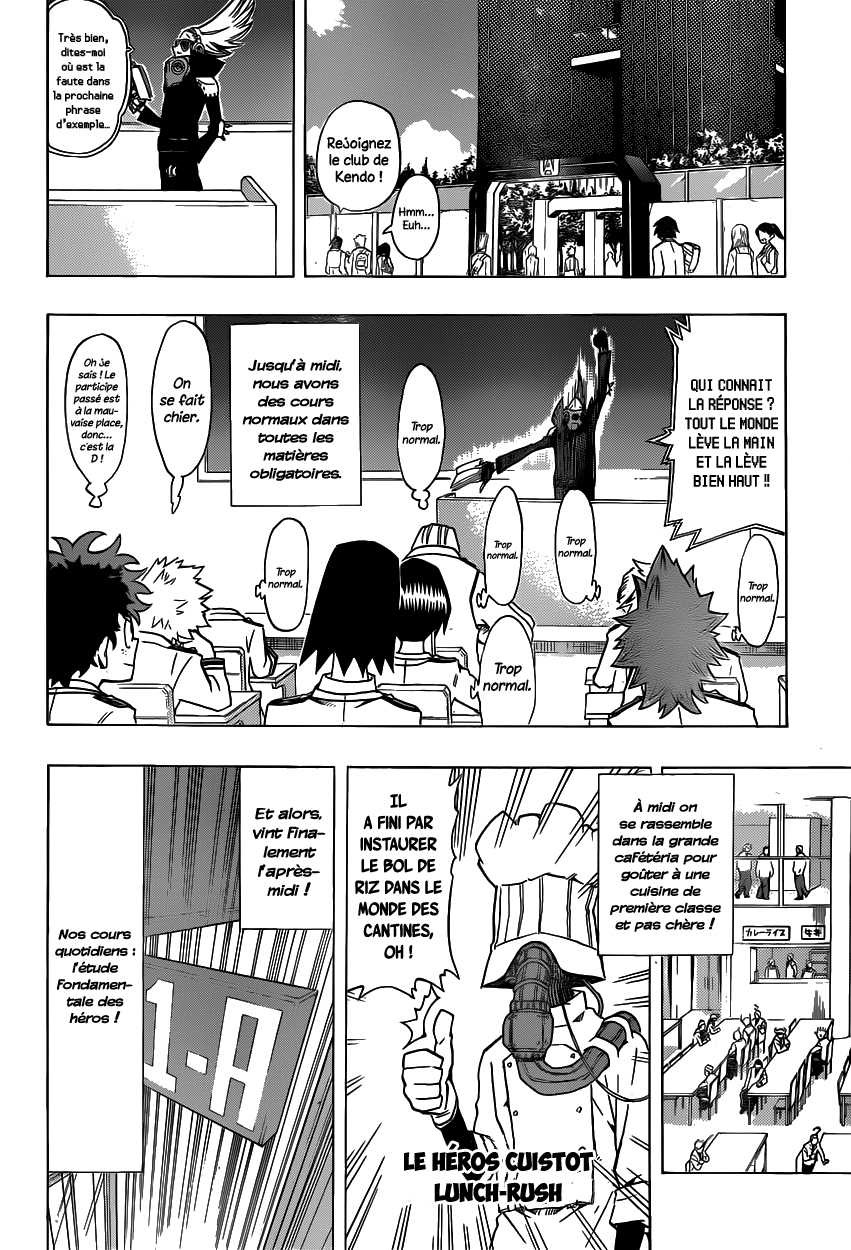 Rejoignez
le club de
Kendo !
Hmm...
Euh...
Très bien,
dites-moi
où est la
faute dans
la prochaine
phrase
d'exemple...
QUI CONNAIT
LA RÉPONSE ?
TOUT LE MONDE
LÈVE LA MAIN
ET LA LÈVE
BIEN HAUT !!
Trop
normal.
Trop
normal.
Trop
normal.
Trop
normal.
Trop
normal.
Trop
normal.
Jusqu'à midi,
nous avons
des cours
normaux dans
toutes les
matières
obligatoires.
On
se fait
chier.
Oh je
sais ! Le
participe
passé est
à la mau-
vaise place,
donc...
c'est la
D !
À midi on
se rassemble
dans la grande
cafétéria pour
goûter à une
cuisine de
première classe
et pas chère !
カレーライス
牛丼
?
IL
A FINI PAR
INSTAURER
LE BOL DE
RIZ DANS LE
MONDE DES
CANTINES,
OH !
LE HÉROS CUISTOT
LUNCH-RUSH
Et alors,
vint fina-
lement
l'après-
midi !
Nos cours
quotidiens :
l'étude
fondamen-
tale des
héros !
1-A